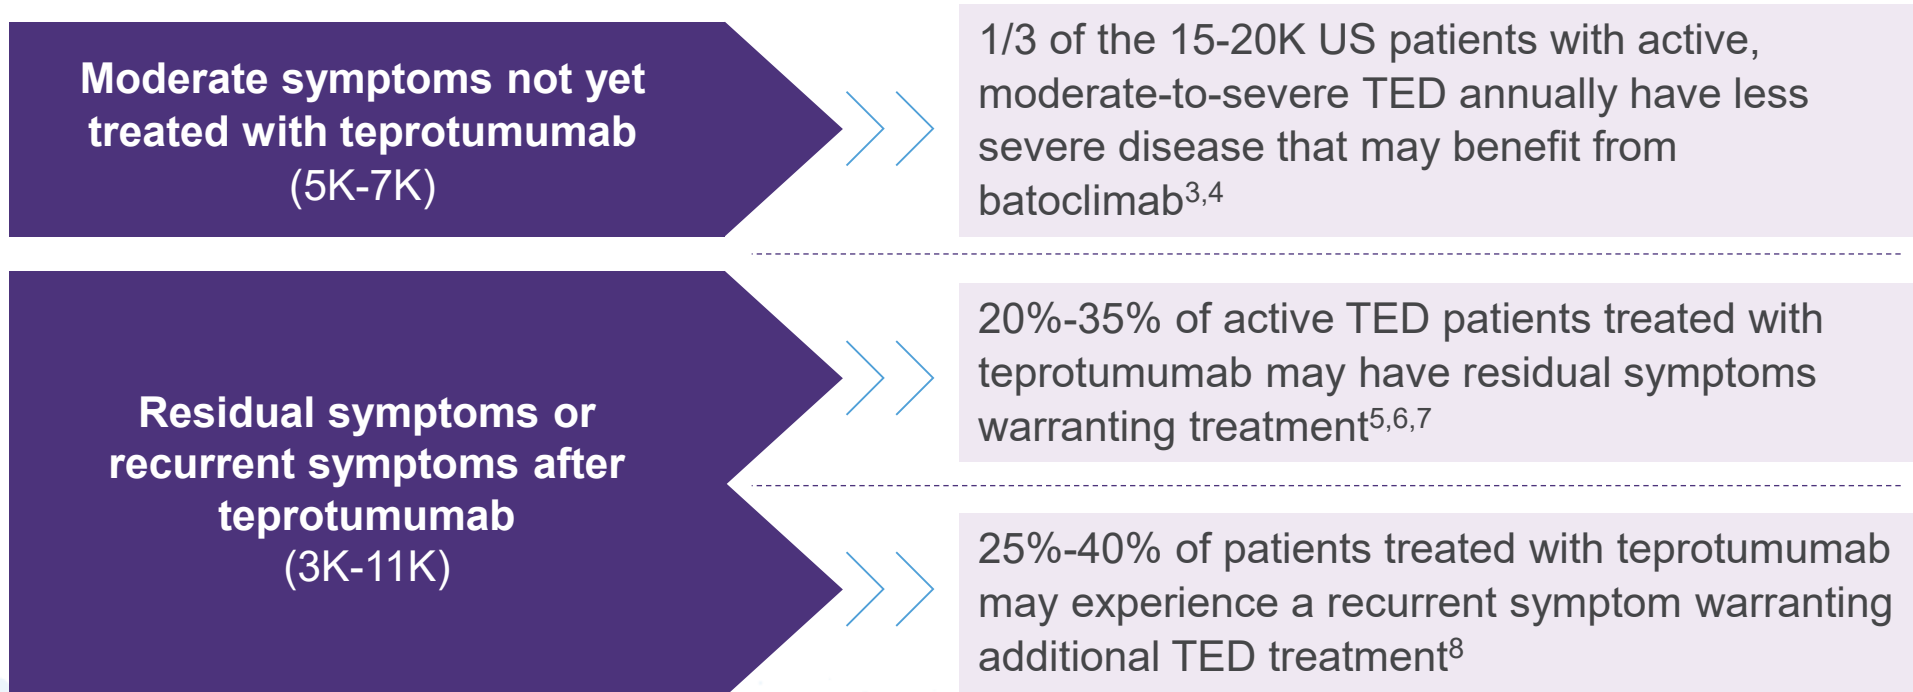 Moderate symptoms not yet
treated with teprotumumab
(5K-7K)
1/3 of the 15-20K US patients with active,
moderate-to-severe TED annually have less
severe disease that may benefit from
batoclimab3,4
Residual symptoms or
recurrent symptoms after
teprotumumab
(3K-11K)
20%-35% of active TED patients treated with
teprotumumab may have residual symptoms
warranting treatment5,6,7
25%-40% of patients treated with teprotumumab
may experience a recurrent symptom warranting
additional TED treatment8